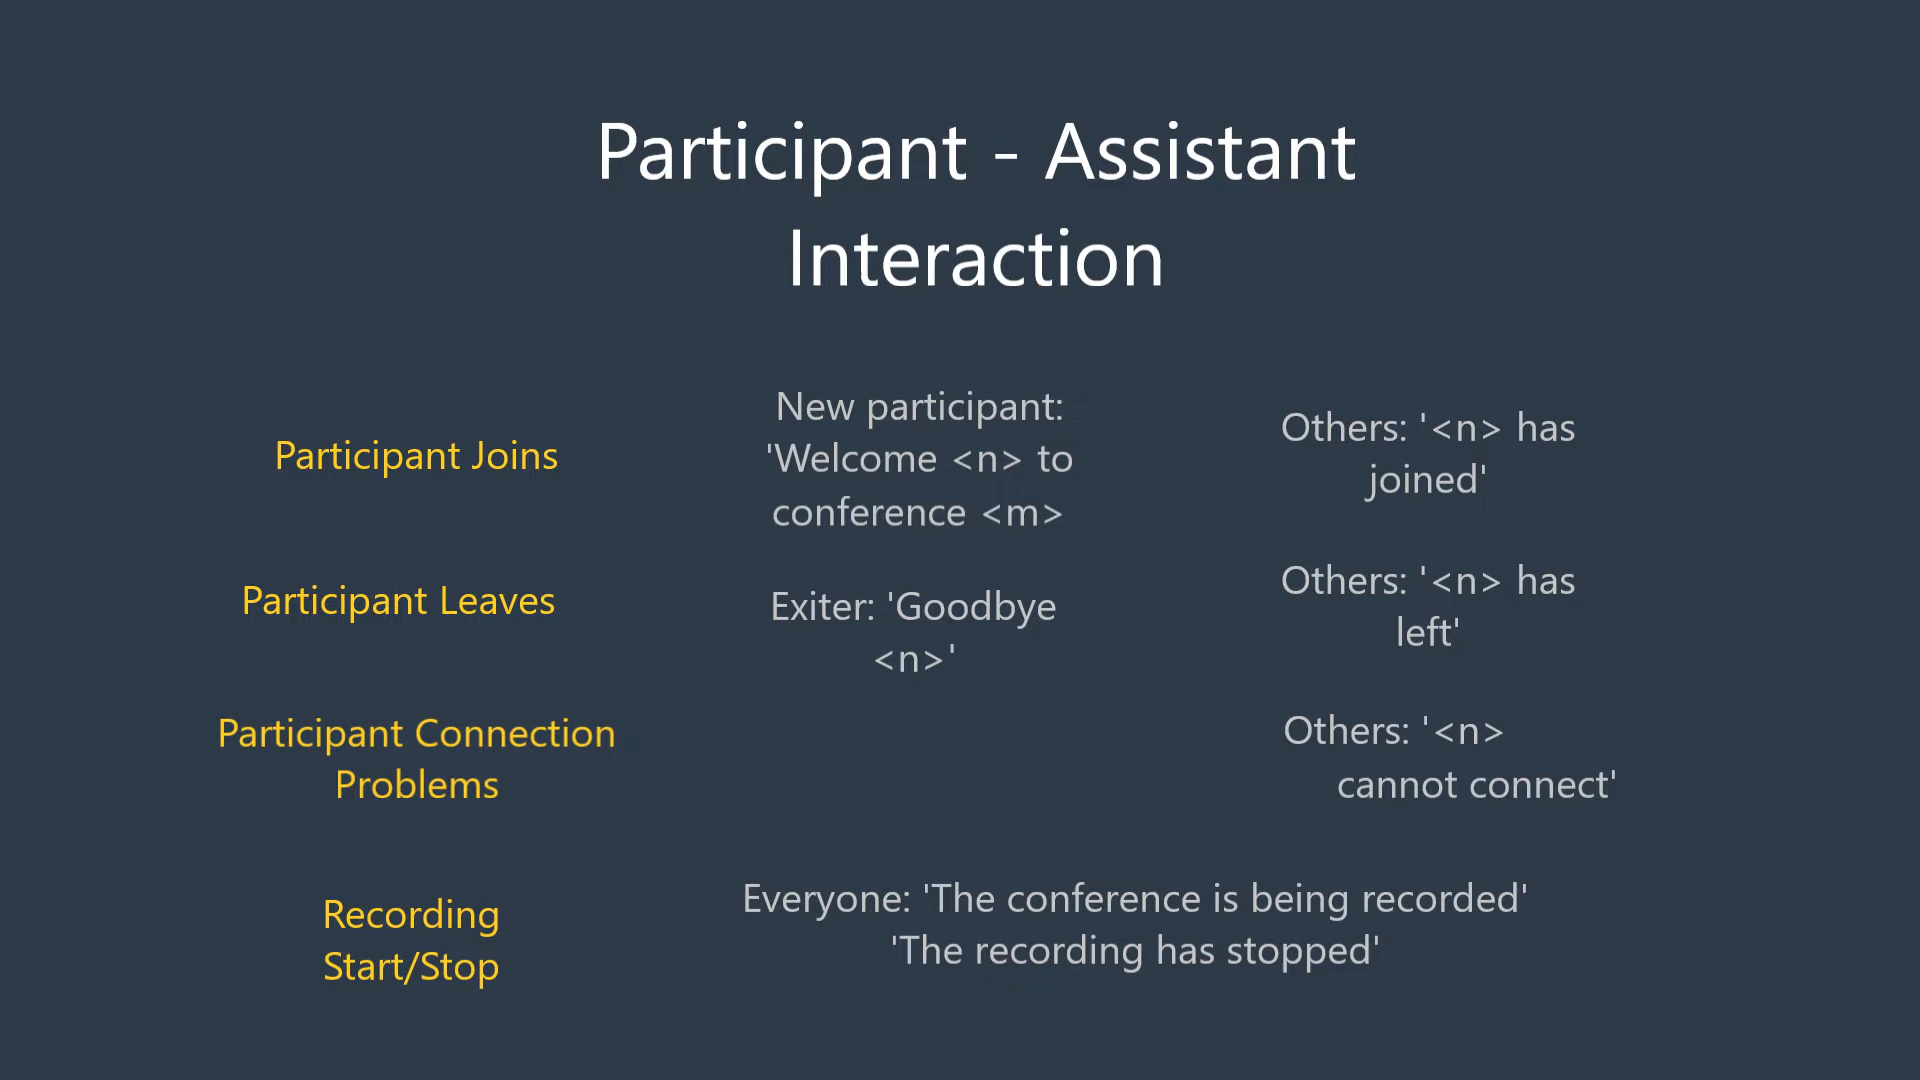 Participant - Assistant
Interaction
Participant Joins
New participant:
'Welcome <n> to
conference <m>
Others: '<n> has
joined'
Participant Leaves
Exiter: 'Goodbye
<n>'
Others: '<n> has
left'
Participant Connection
Problems
Others: '<n>
cannot connect'
Recording
Start/Stop
Everyone: 'The conference is being recorded'
'The recording has stopped'